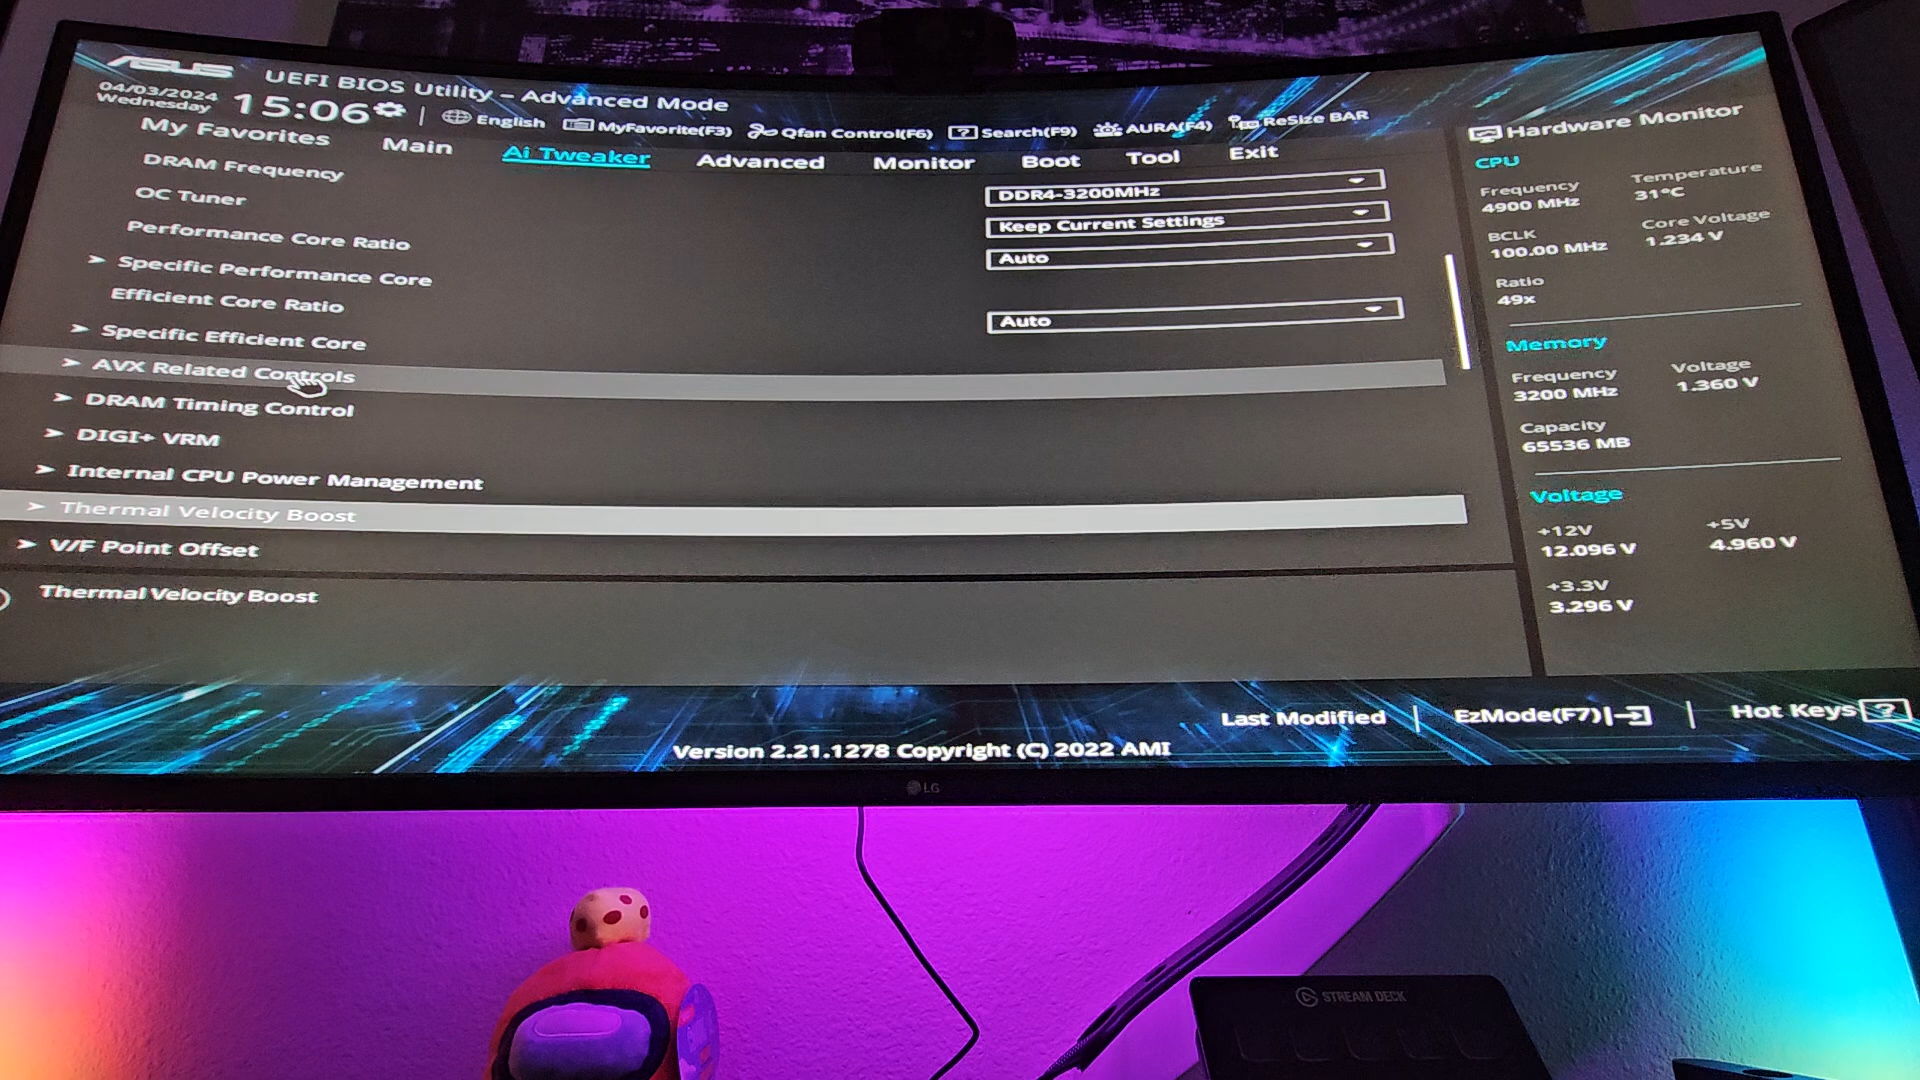 ASUS UEFI BIOS Utility – Advanced Mode
04/03/2024
Wednesday
15:06
English
MyFavorite(F3)
Qfan Control(F6)
? Search(F9)
AURA(F4)
ReSize BAR
My Favorites Main Ai Tweaker Advanced Monitor Boot Tool Exit
DRAM Frequency DDR4-3200MHz
OC Tuner Keep Current Settings
Performance Core Ratio Auto
> Specific Performance Core
Efficient Core Ratio Auto
> Specific Efficient Core
> AVX Related Controls
> DRAM Timing Control
> DIGI+ VRM
> Internal CPU Power Management
> Thermal Velocity Boost
> V/F Point Offset
Thermal Velocity Boost
Hardware Monitor
CPU
Frequency Temperature
4900 MHz 31°C
BCLK Core Voltage
100.00 MHz 1.234 V
Ratio
49x
Memory
Frequency Voltage
3200 MHz 1.360 V
Capacity
65536 MB
Voltage
+12V +5V
12.096 V 4.960 V
+3.3V
3.296 V
Last Modified | EzMode(F7) | Hot Keys ?
Version 2.21.1278 Copyright (C) 2022 AMI
LG
STREAM DECK